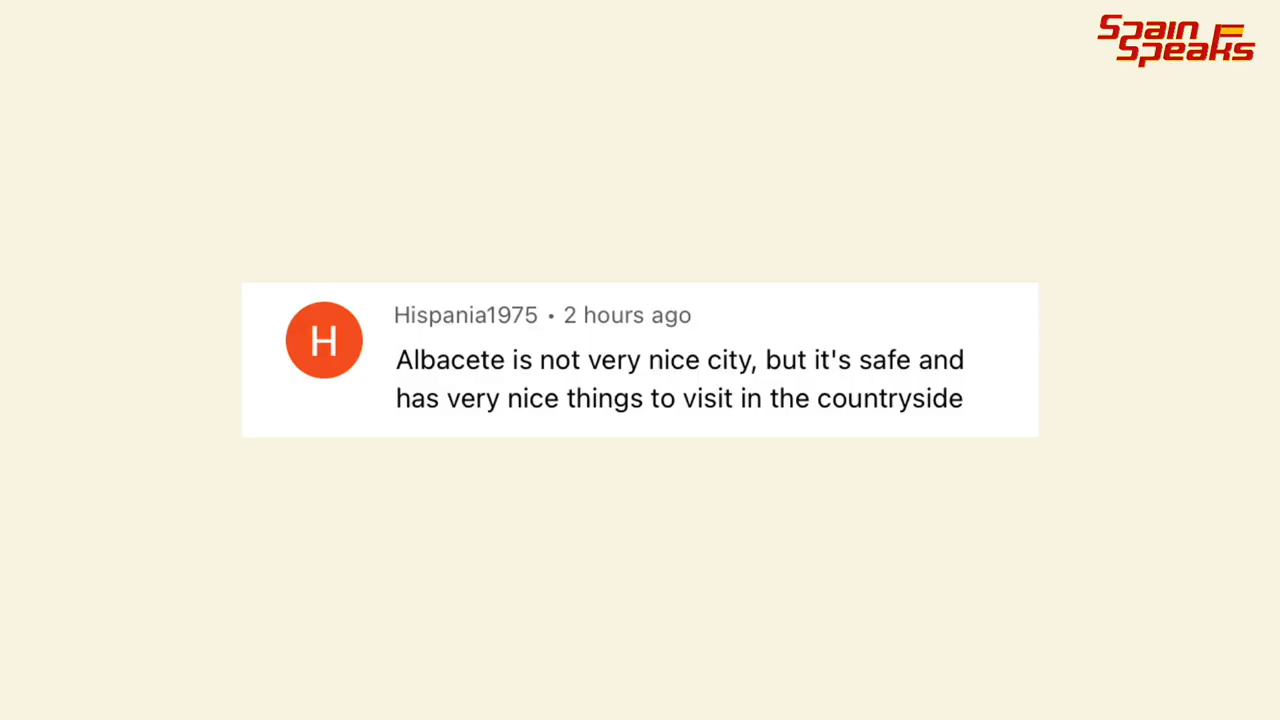 Spain
Speaks
H
Hispania1975 • 2 hours ago
Albacete is not very nice city, but it's safe and
has very nice things to visit in the countryside